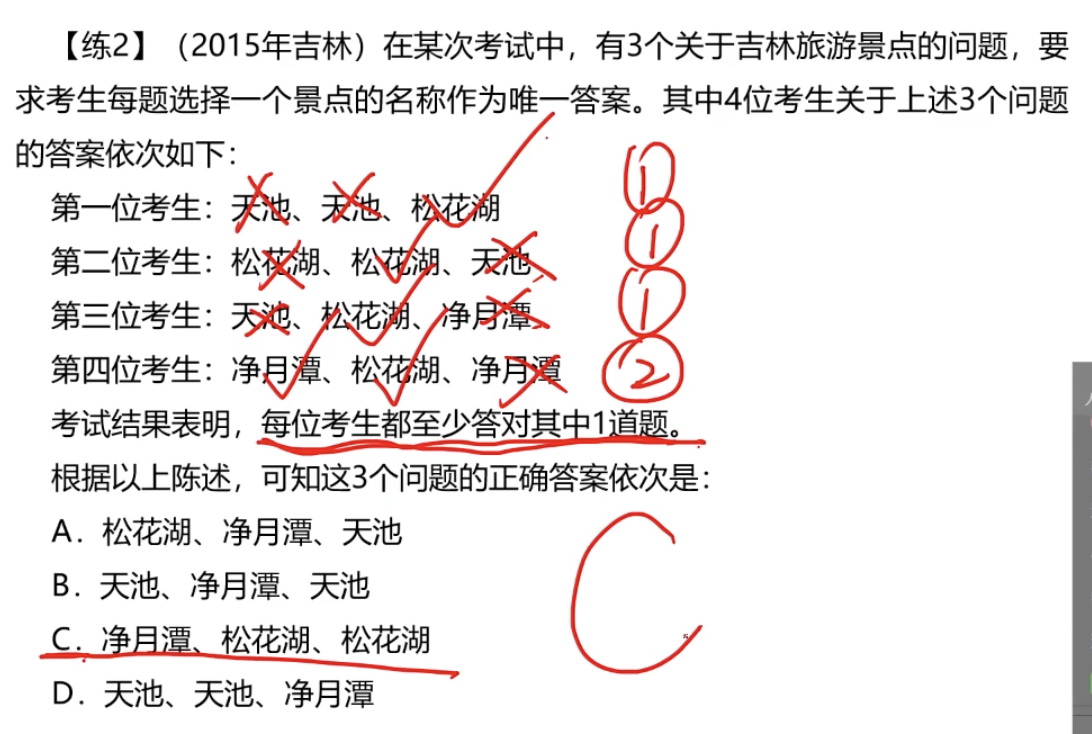 【练2】（2015年吉林）在某次考试中，有3个关于吉林旅游景点的问题，要
求考生每题选择一个景点的名称作为唯一答案。其中4位考生关于上述3个问题
的答案依次如下：
第一位考生：天池、天池、松花湖 ①
第二位考生：松花湖、松花湖、天池 ①
第三位考生：天池、松花湖、净月潭 ①
第四位考生：净月潭、松花湖、净月潭 ②
考试结果表明，每位考生都至少答对其中1道题。
根据以上陈述，可知这3个问题的正确答案依次是：
A．松花湖、净月潭、天池
B．天池、净月潭、天池
C．净月潭、松花湖、松花湖
C
D．天池、天池、净月潭